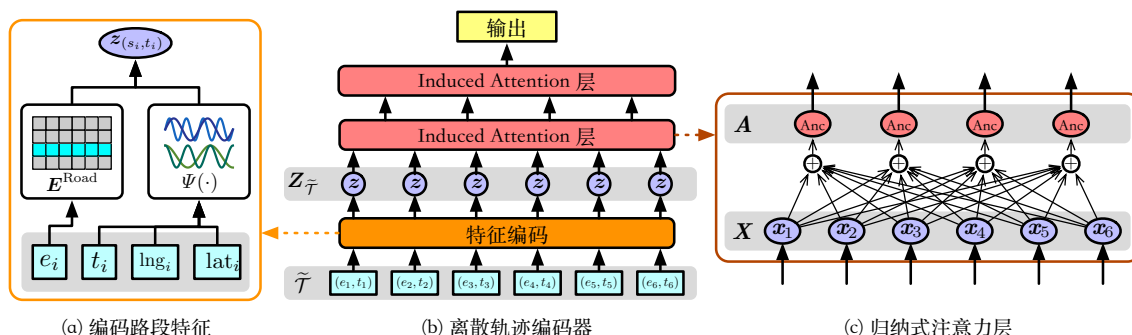 z(si,ti)
E^Road
Ψ(·)
ei ti lngi lati
(a) 编码路段特征
输出
Induced Attention 层
Induced Attention 层
Z_T̃ z z z z z z
特征编码
T̃ (e1, t1) (e2, t2) (e3, t3) (e4, t4) (e5, t5) (e6, t6)
(b) 离散轨迹编码器
A Anc Anc Anc Anc
X x1 x2 x3 x4 x5 x6
(c) 归纳式注意力层